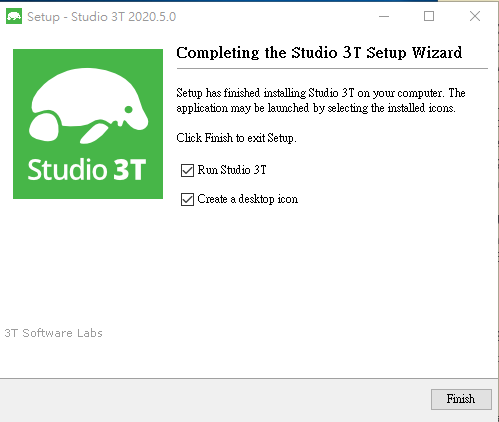 Setup - Studio 3T 2020.5.0
Completing the Studio 3T Setup Wizard
Setup has finished installing Studio 3T on your computer. The
application may be launched by selecting the installed icons.
Click Finish to exit Setup.
Studio 3T
Run Studio 3T
Create a desktop icon
3T Software Labs
Finish